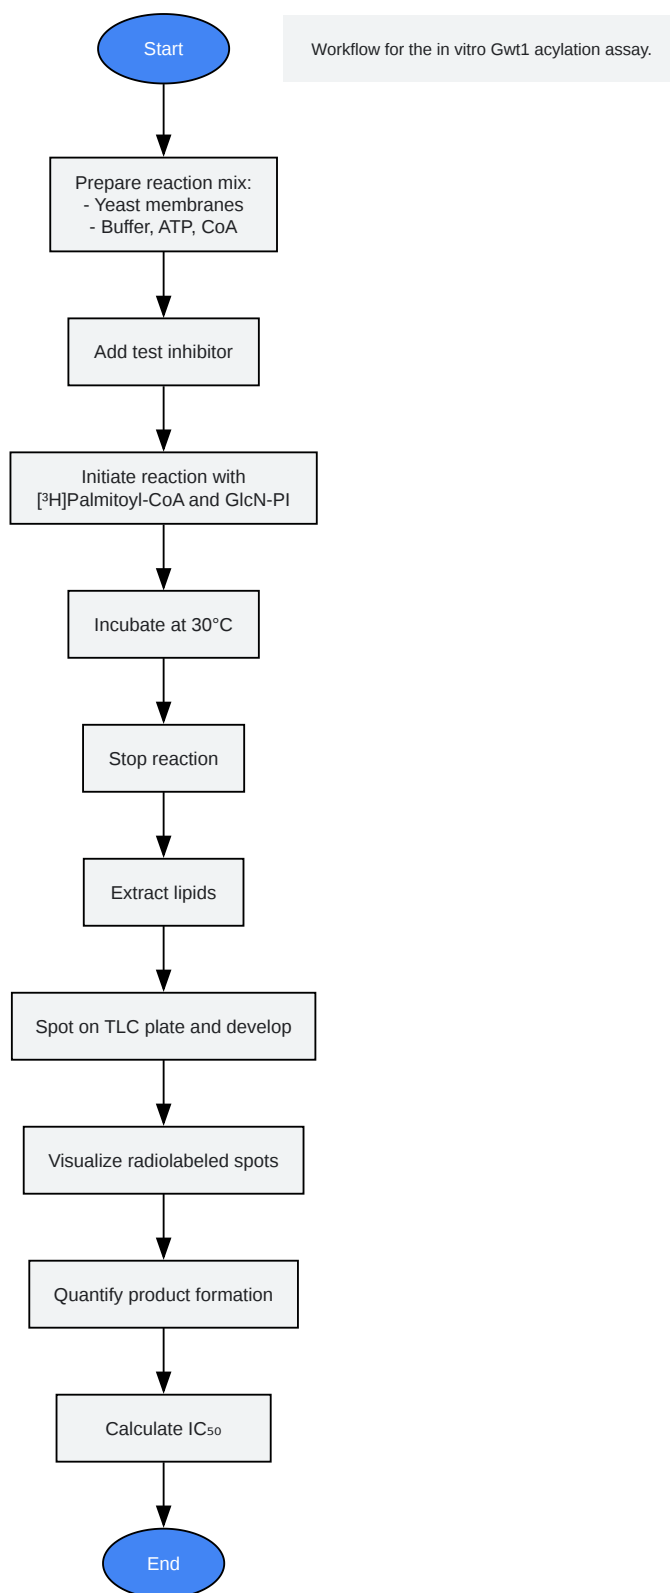 Start
Workflow for the in vitro Gwt1 acylation assay.
Prepare reaction mix:
- Yeast membranes
- Buffer, ATP, CoA
Add test inhibitor
Initiate reaction with
[³H]Palmitoyl-CoA and GlcN-PI
Incubate at 30°C
Stop reaction
Extract lipids
Spot on TLC plate and develop
Visualize radiolabeled spots
Quantify product formation
Calculate IC₅₀
End